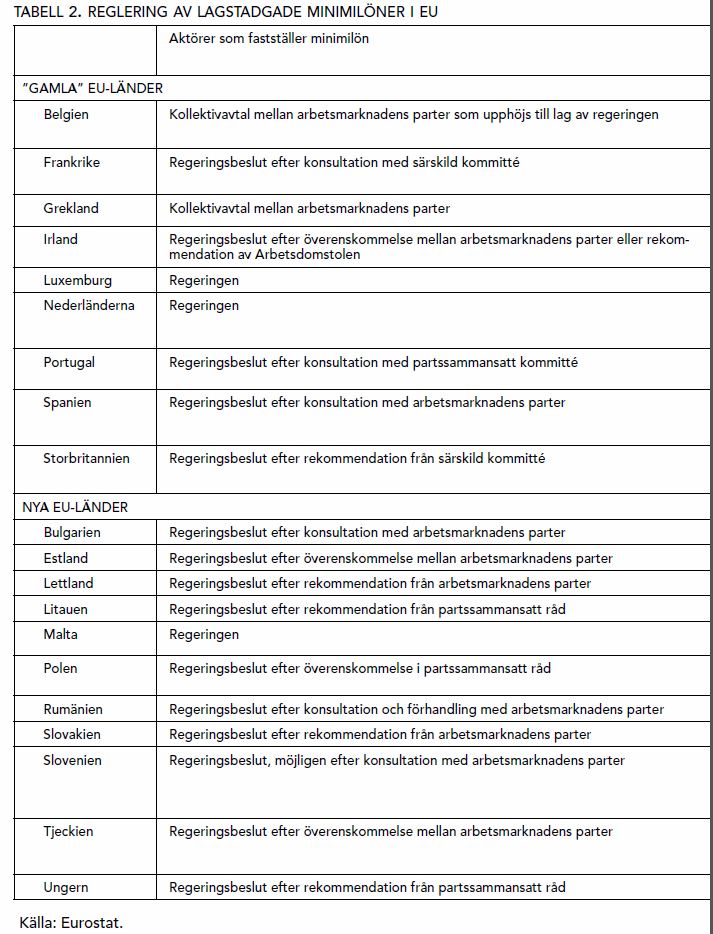 TABELL 2. REGLERING AV LAGSTADGADE MINIMILÖNER I EU
Aktörer som fastställer minimilön
”GAMLA” EU-LÄNDER
Belgien Kollektivavtal mellan arbetsmarknadens parter som upphöjs till lag av regeringen
Frankrike Regeringsbeslut efter konsultation med särskild kommitté
Grekland Kollektivavtal mellan arbetsmarknadens parter
Irland Regeringsbeslut efter överenskommelse mellan arbetsmarknadens parter eller rekom-
mendation av Arbetsdomstolen
Luxemburg Regeringen
Nederländerna Regeringen
Portugal Regeringsbeslut efter konsultation med partssammansatt kommitté
Spanien Regeringsbeslut efter konsultation med arbetsmarknadens parter
Storbritannien Regeringsbeslut efter rekommendation från särskild kommitté
NYA EU-LÄNDER
Bulgarien Regeringsbeslut efter konsultation med arbetsmarknadens parter
Estland Regeringsbeslut efter överenskommelse mellan arbetsmarknadens parter
Lettland Regeringsbeslut efter rekommendation från arbetsmarknadens parter
Litauen Regeringsbeslut efter rekommendation från partssammansatt råd
Malta Regeringen
Polen Regeringsbeslut efter överenskommelse i partssammansatt råd
Rumänien Regeringsbeslut efter konsultation och förhandling med arbetsmarknadens parter
Slovakien Regeringsbeslut efter rekommendation från arbetsmarknadens parter
Slovenien Regeringsbeslut, möjligen efter konsultation med arbetsmarknadens parter
Tjeckien Regeringsbeslut efter överenskommelse mellan arbetsmarknadens parter
Ungern Regeringsbeslut efter rekommendation från partssammansatt råd
Källa: Eurostat.